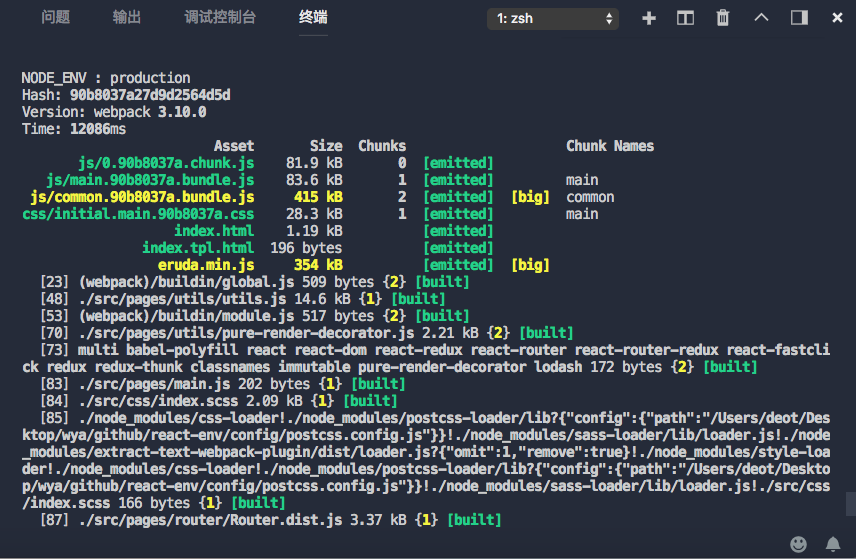 问题 输出 调试控制台 终端 1: zsh
NODE_ENV : production
Hash: 90b8037a27d9d2564d5d
Version: webpack 3.10.0
Time: 12086ms
Asset Size Chunks Chunk Names
js/0.90b8037a.chunk.js 81.9 kB 0 [emitted]
js/main.90b8037a.bundle.js 83.6 kB 1 [emitted] main
js/common.90b8037a.bundle.js 415 kB 2 [emitted] [big] common
css/initial.main.90b8037a.css 28.3 kB 1 [emitted] main
index.html 1.19 kB [emitted]
index.tpl.html 196 bytes [emitted]
eruda.min.js 354 kB [emitted] [big]
[23] (webpack)/buildin/global.js 509 bytes {2} [built]
[48] ./src/pages/utils/utils.js 14.6 kB {1} [built]
[53] (webpack)/buildin/module.js 517 bytes {2} [built]
[70] ./src/pages/utils/pure-render-decorator.js 2.21 kB {2} [built]
[73] multi babel-polyfill react react-dom react-redux react-router react-router-redux react-fastcli
ck redux redux-thunk classnames immutable pure-render-decorator lodash 172 bytes {2} [built]
[83] ./src/pages/main.js 202 bytes {1} [built]
[84] ./src/css/index.scss 2.09 kB {1} [built]
[85] ./node_modules/css-loader!./node_modules/postcss-loader/lib?{"config":{"path":"/Users/deot/Des
ktop/wya/github/react-env/config/postcss.config.js"}}!./node_modules/sass-loader/lib/loader.js!./node
_modules/extract-text-webpack-plugin/dist/loader.js?{"omit":1,"remove":true}!./node_modules/style-loa
der!./node_modules/css-loader!./node_modules/postcss-loader/lib?{"config":{"path":"/Users/deot/Deskto
p/wya/github/react-env/config/postcss.config.js"}}!./node_modules/sass-loader/lib/loader.js!./src/css
/index.scss 166 bytes {1} [built]
[87] ./src/pages/router/Router.dist.js 3.37 kB {1} [built]